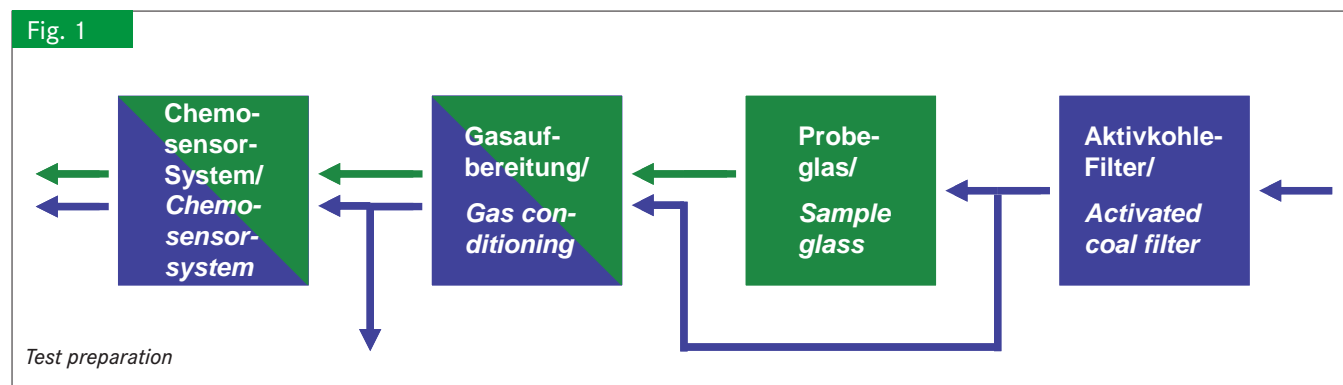 Fig. 1
Chemo-
sensor-
System/
Chemo-
sensor-
system
Gasauf-
bereitung/
Gas con-
ditioning
Probe-
glas/
Sample
glass
Aktivkohle-
Filter/
Activated
coal filter
Test preparation